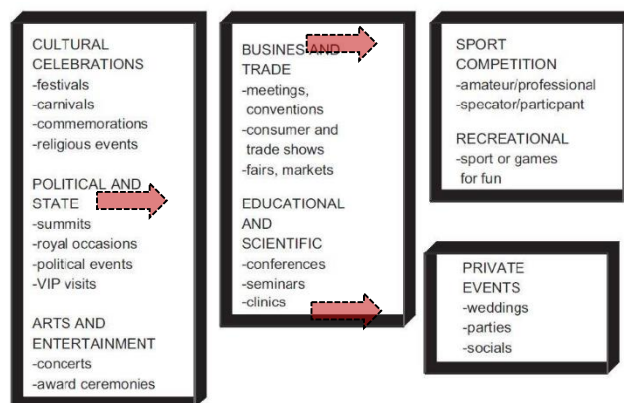 CULTURAL
CELEBRATIONS
-festivals
-carnivals
-commemorations
-religious events
POLITICAL AND
STATE
-summits
-royal occasions
-political events
-VIP visits
ARTS AND
ENTERTAINMENT
-concerts
-award ceremonies
BUSINES AND
TRADE
-meetings,
conventions
-consumer and
trade shows
-fairs, markets
EDUCATIONAL
AND
SCIENTIFIC
-conferences
-seminars
-clinics
SPORT
COMPETITION
-amateur/professional
-specator/particpant
RECREATIONAL
-sport or games
for fun
PRIVATE
EVENTS
-weddings
-parties
-socials